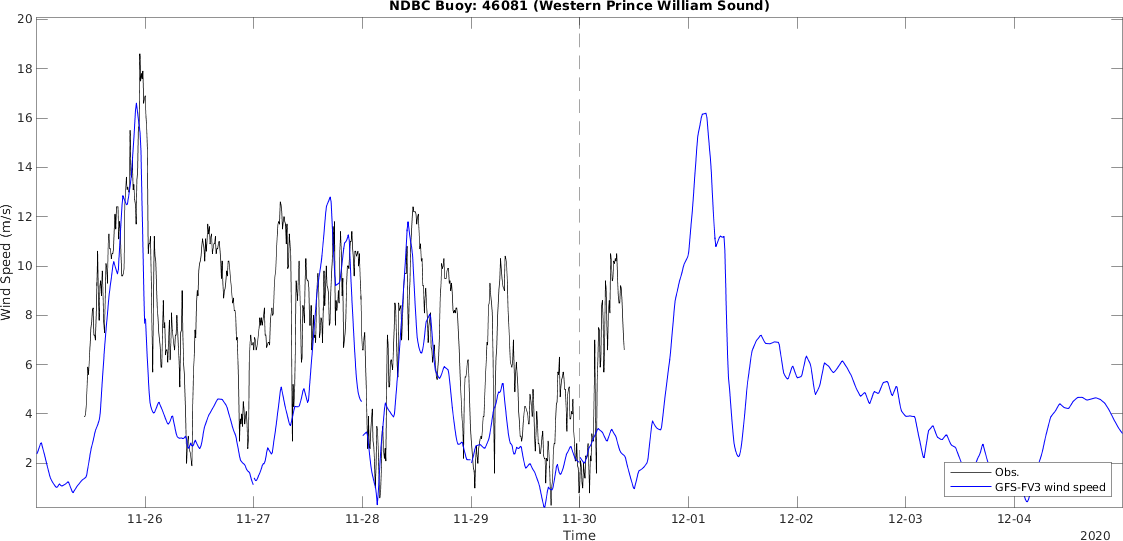 NDBC Buoy: 46081 (Western Prince William Sound)
20
18
16
14
12
10
8
6
4
2
Wind Speed (m/s)
11-26 11-27 11-28 11-29 11-30 12-01 12-02 12-03 12-04
Time
2020
Obs.
GFS-FV3 wind speed